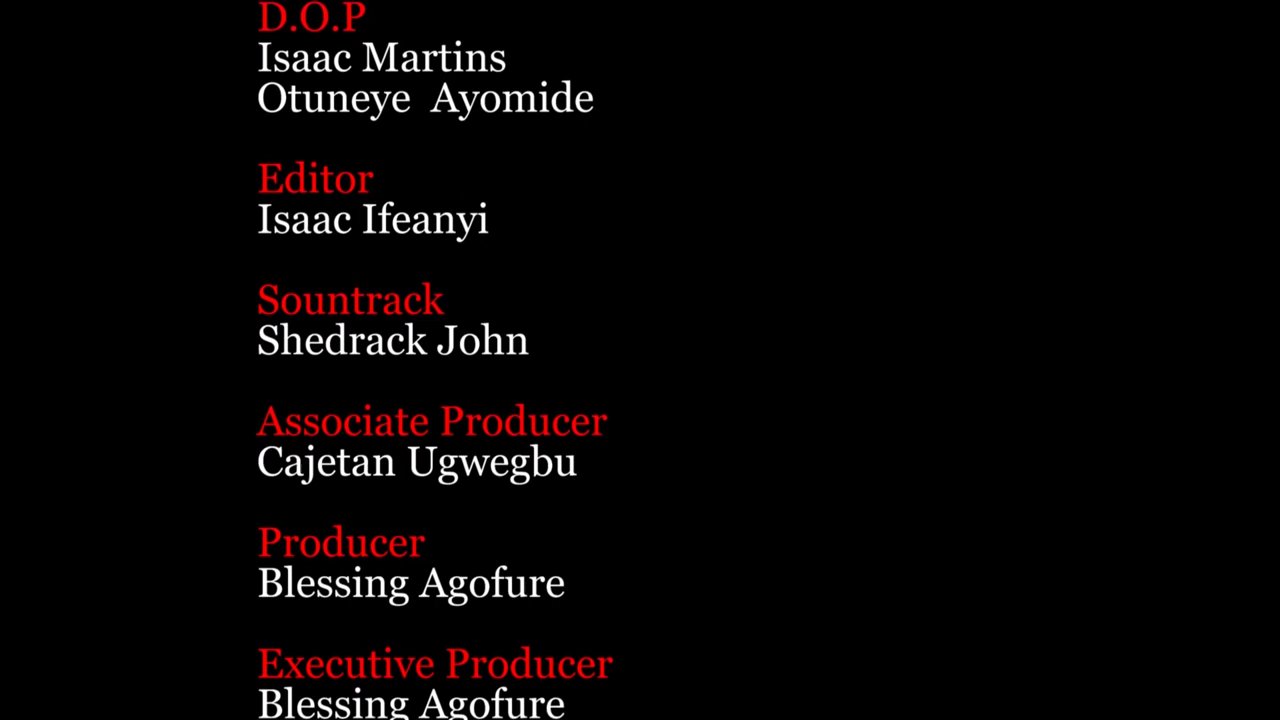 D.O.P
Isaac Martins
Otuneye  Ayomide
Editor
Isaac Ifeanyi
Sountrack
Shedrack John
Associate Producer
Cajetan Ugwegbu
Producer
Blessing Agofure
Executive Producer
Blessing Agofure